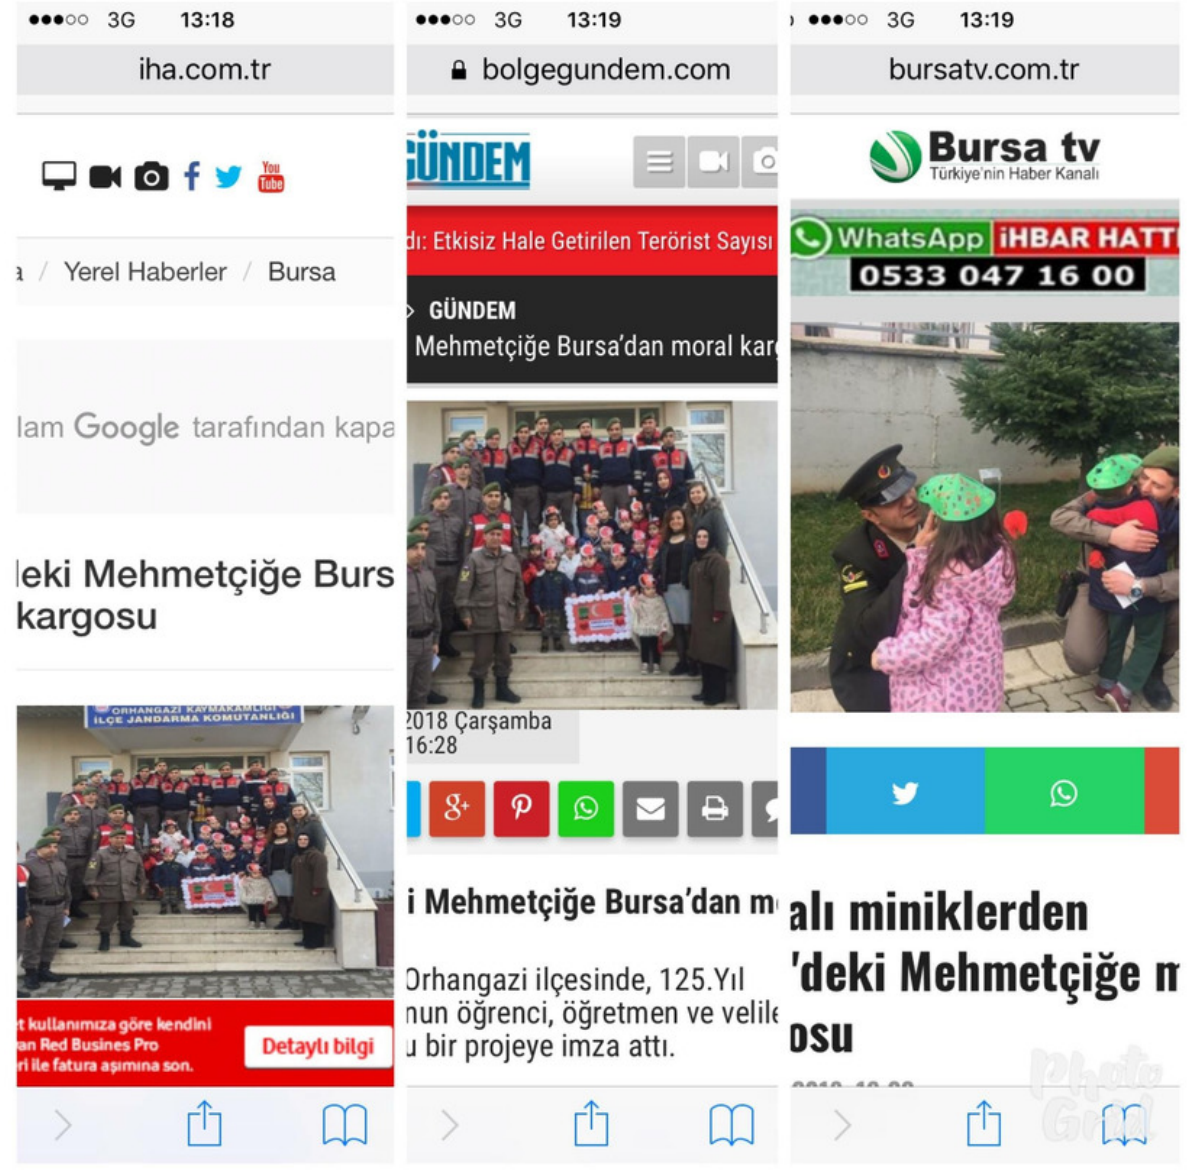 3G 13:18
iha.com.tr
You
Tube
/ Yerel Haberler / Bursa
lam Google tarafından kapa
leki Mehmetçiğe Burs
kargosu
ORHANGAZİ KAYMAKAMLIĞI
İLÇE JANDARMA KOMUTANLIĞI
t kullanımıza göre kendini
an Red Busines Pro
ri ile fatura aşımına son.
Detaylı bilgi
3G 13:19
bolgegundem.com
GÜNDEM
dı: Etkisiz Hale Getirilen Terörist Sayısı
GÜNDEM
Mehmetçiğe Bursa'dan moral karg
2018 Çarşamba
16:28
g+
i Mehmetçiğe Bursa'dan m
Orhangazi ilçesinde, 125.Yıl
nun öğrenci, öğretmen ve velile
u bir projeye imza attı.
3G 13:19
bursatv.com.tr
Bursa tv
Türkiye'nin Haber Kanalı
WhatsApp İHBAR HATTI
0533 047 16 00
alı miniklerden
'deki Mehmetçiğe m
osu
Photo
Grid